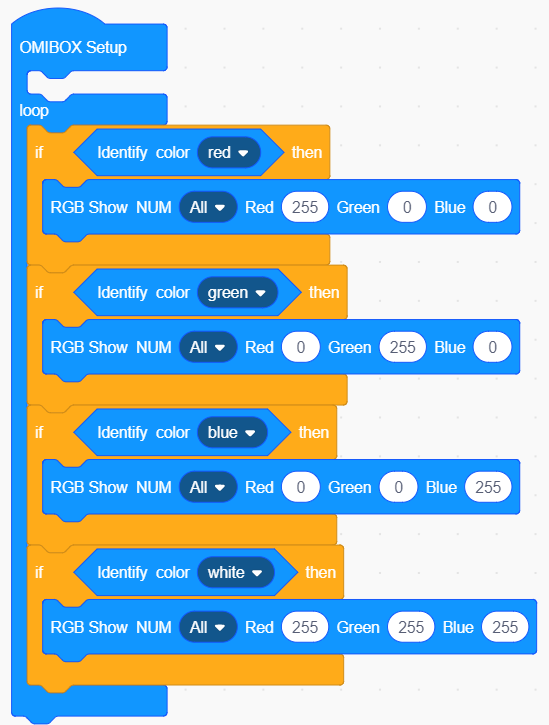 OMIBOX Setup
loop
if Identify color red then
RGB Show NUM All Red 255 Green 0 Blue 0
if Identify color green then
RGB Show NUM All Red 0 Green 255 Blue 0
if Identify color blue then
RGB Show NUM All Red 0 Green 0 Blue 255
if Identify color white then
RGB Show NUM All Red 255 Green 255 Blue 255